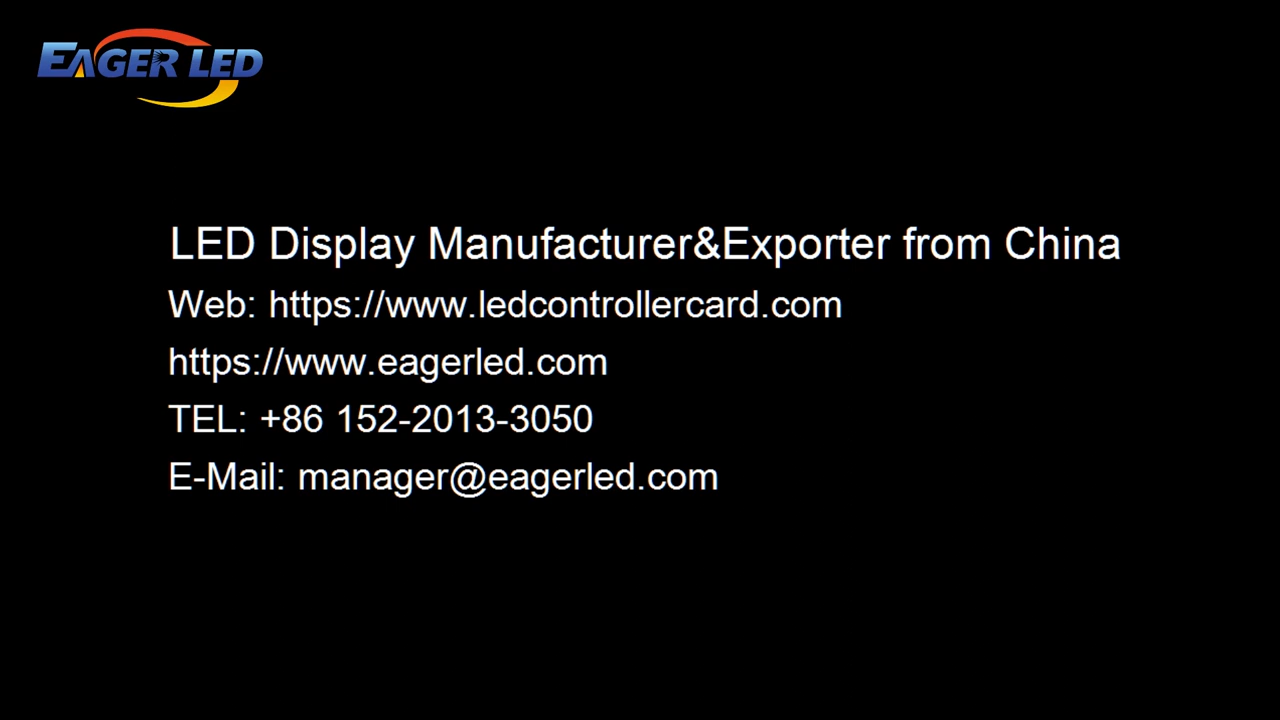 EAGER LED
LED Display Manufacturer&Exporter from China
Web: https://www.ledcontrollercard.com
https://www.eagerled.com
TEL: +86 152-2013-3050
E-Mail: manager@eagerled.com